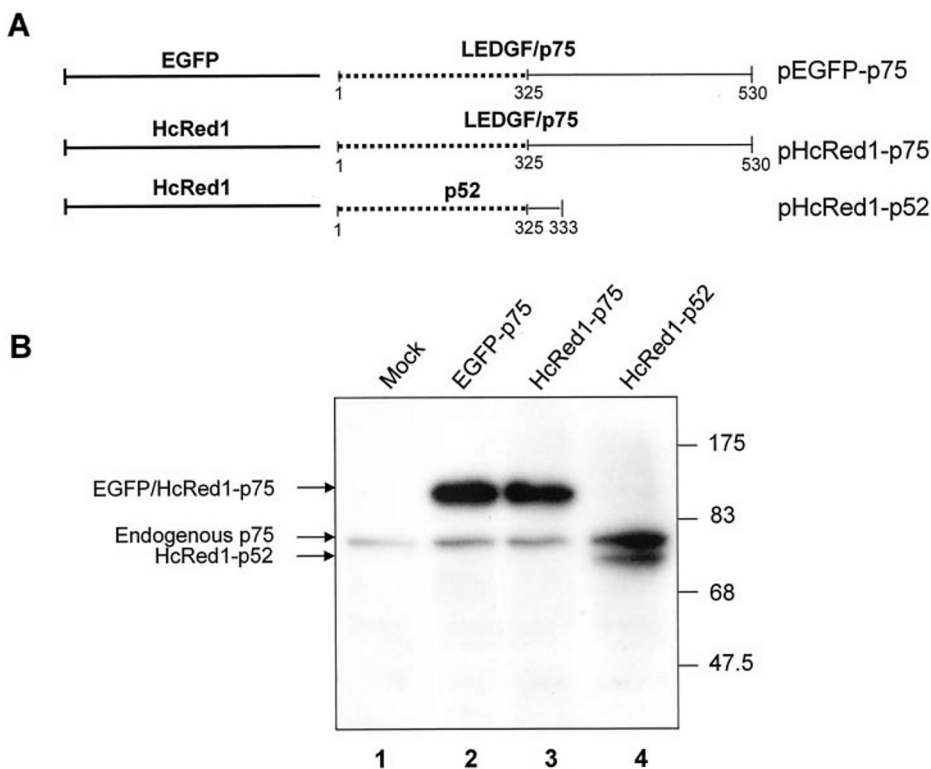 A
EGFP LEDGF/p75 pEGFP-p75
1 325 530
HcRed1 LEDGF/p75 pHcRed1-p75
1 325 530
HcRed1 p52 pHcRed1-p52
1 325 333
B
Mock EGFP-p75 HcRed1-p75 HcRed1-p52
175
EGFP/HcRed1-p75
83
Endogenous p75
HcRed1-p52
68
47.5
1 2 3 4